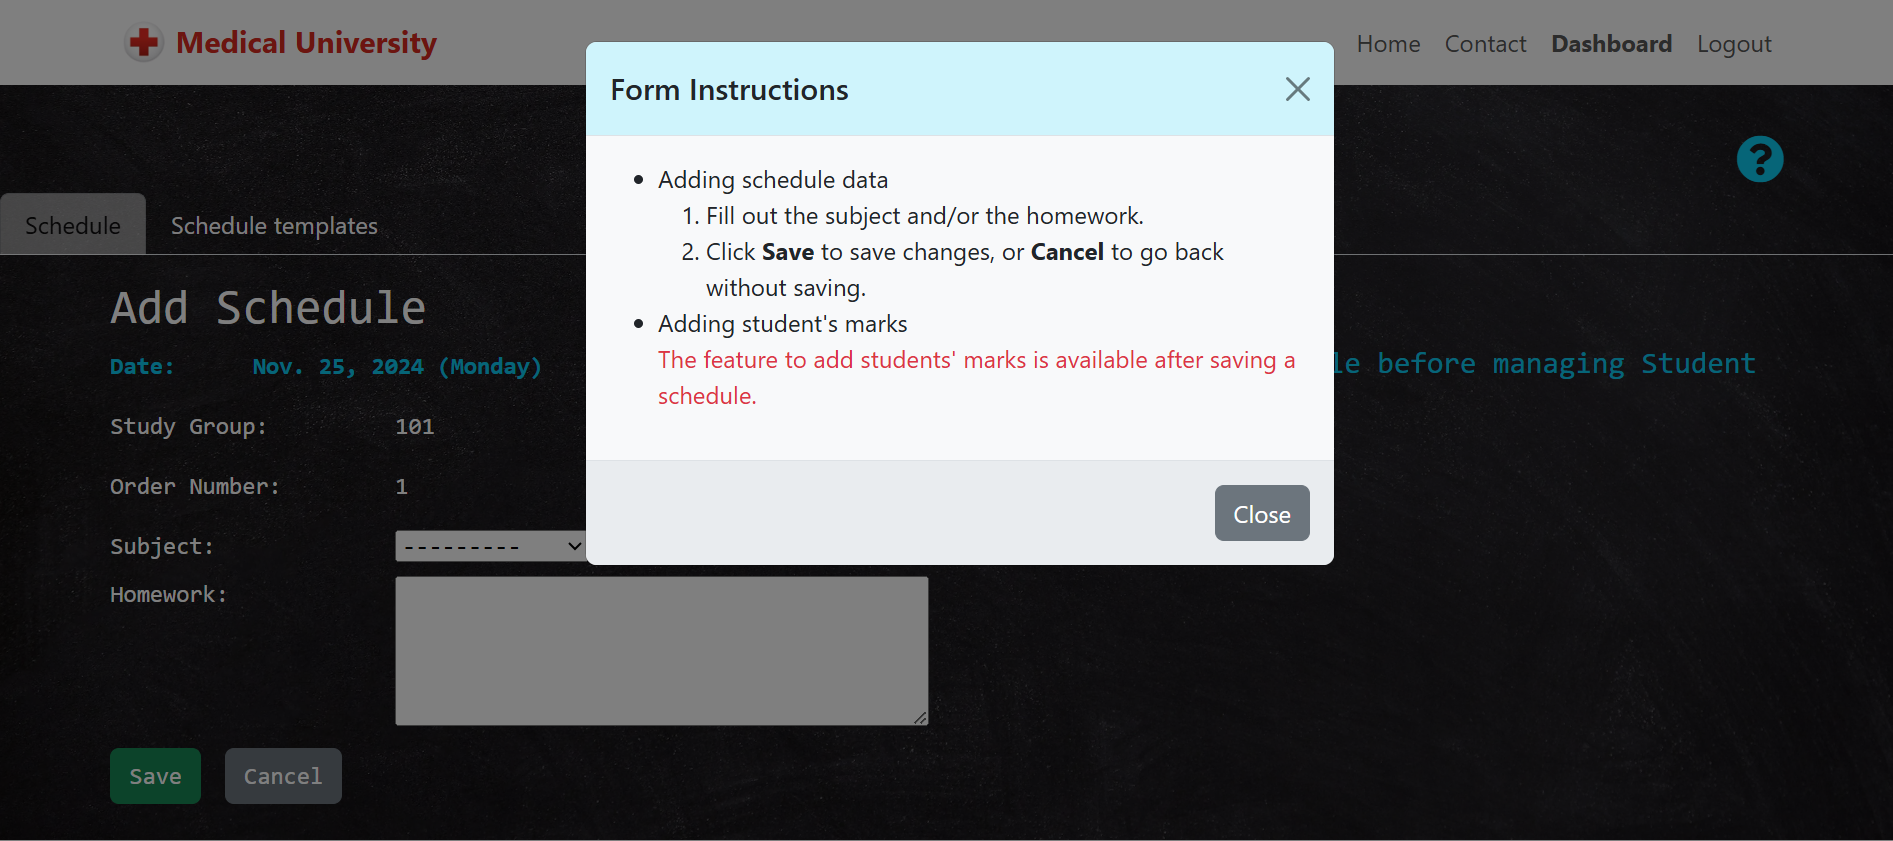 Medical University
Home Contact Dashboard Logout
Form Instructions
Adding schedule data
1. Fill out the subject and/or the homework.
2. Click Save to save changes, or Cancel to go back
without saving.
Adding student's marks
The feature to add students' marks is available after saving a
schedule.
Close
?
Schedule
Schedule templates
Add Schedule
Date: Nov. 25, 2024 (Monday)
before managing Student
Study Group: 101
Order Number: 1
Subject: ---------
Homework:
Save
Cancel